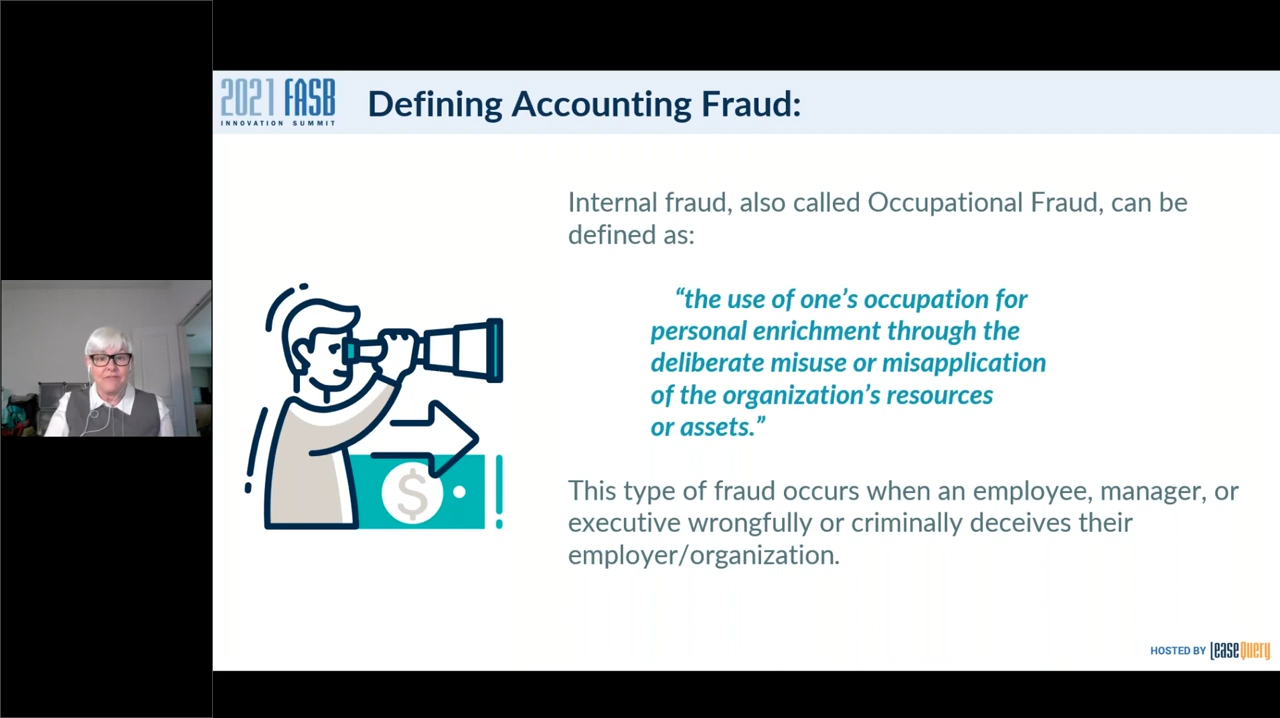 2021 FASB
INNOVATION SUMMIT
Defining Accounting Fraud:
Internal fraud, also called Occupational Fraud, can be
defined as:
“the use of one’s occupation for
personal enrichment through the
deliberate misuse or misapplication
of the organization’s resources
or assets.”
$
This type of fraud occurs when an employee, manager, or
executive wrongfully or criminally deceives their
employer/organization.
HOSTED BY LeaseQuery